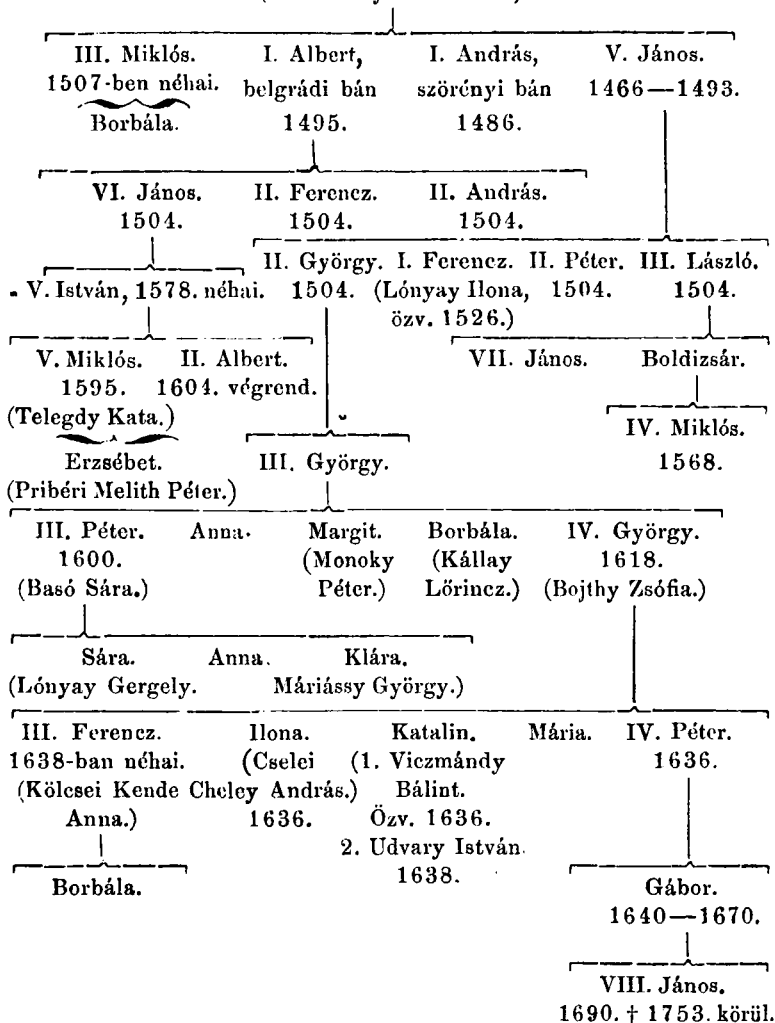 III. Miklós. I. Albert, I. András, V. János.
1507-ben néhai. belgrádi bán szörényi bán 1466—1493.
Borbála. 1495. 1486.
VI. János. II. Ferencz. II. András.
1504. 1504. 1504.
II. György. I. Ferencz. II. Péter. III. László.
V. István, 1578. néhai. 1504. (Lónyay Ilona, 1504. 1504.
özv. 1526.)
V. Miklós. II. Albert. VII. János. Boldizsár.
1595. 1604. végrend.
(Telegdy Kata.) IV. Miklós.
Erzsébet. III. György. 1568.
(Pribéri Melith Péter.)
III. Péter. Anna. Margit. Borbála. IV. György.
1600. (Monoky (Kállay 1618.
(Basó Sára.) Péter.) Lőrincz.) (Bojthy Zsófia.)
Sára. Anna. Klára.
(Lónyay Gergely. Máriássy György.)
III. Ferencz. Ilona. Katalin. Mária. IV. Péter.
1638-ban néhai. (Cselei (1. Viczmándy 1636.
(Kölcsei Kende Cheley András.) Bálint.
Anna.) 1636. Özv. 1636.
2. Udvary István.
Borbála. 1638. Gábor.
1640—1670.
VIII. János.
1690. † 1753. körül.